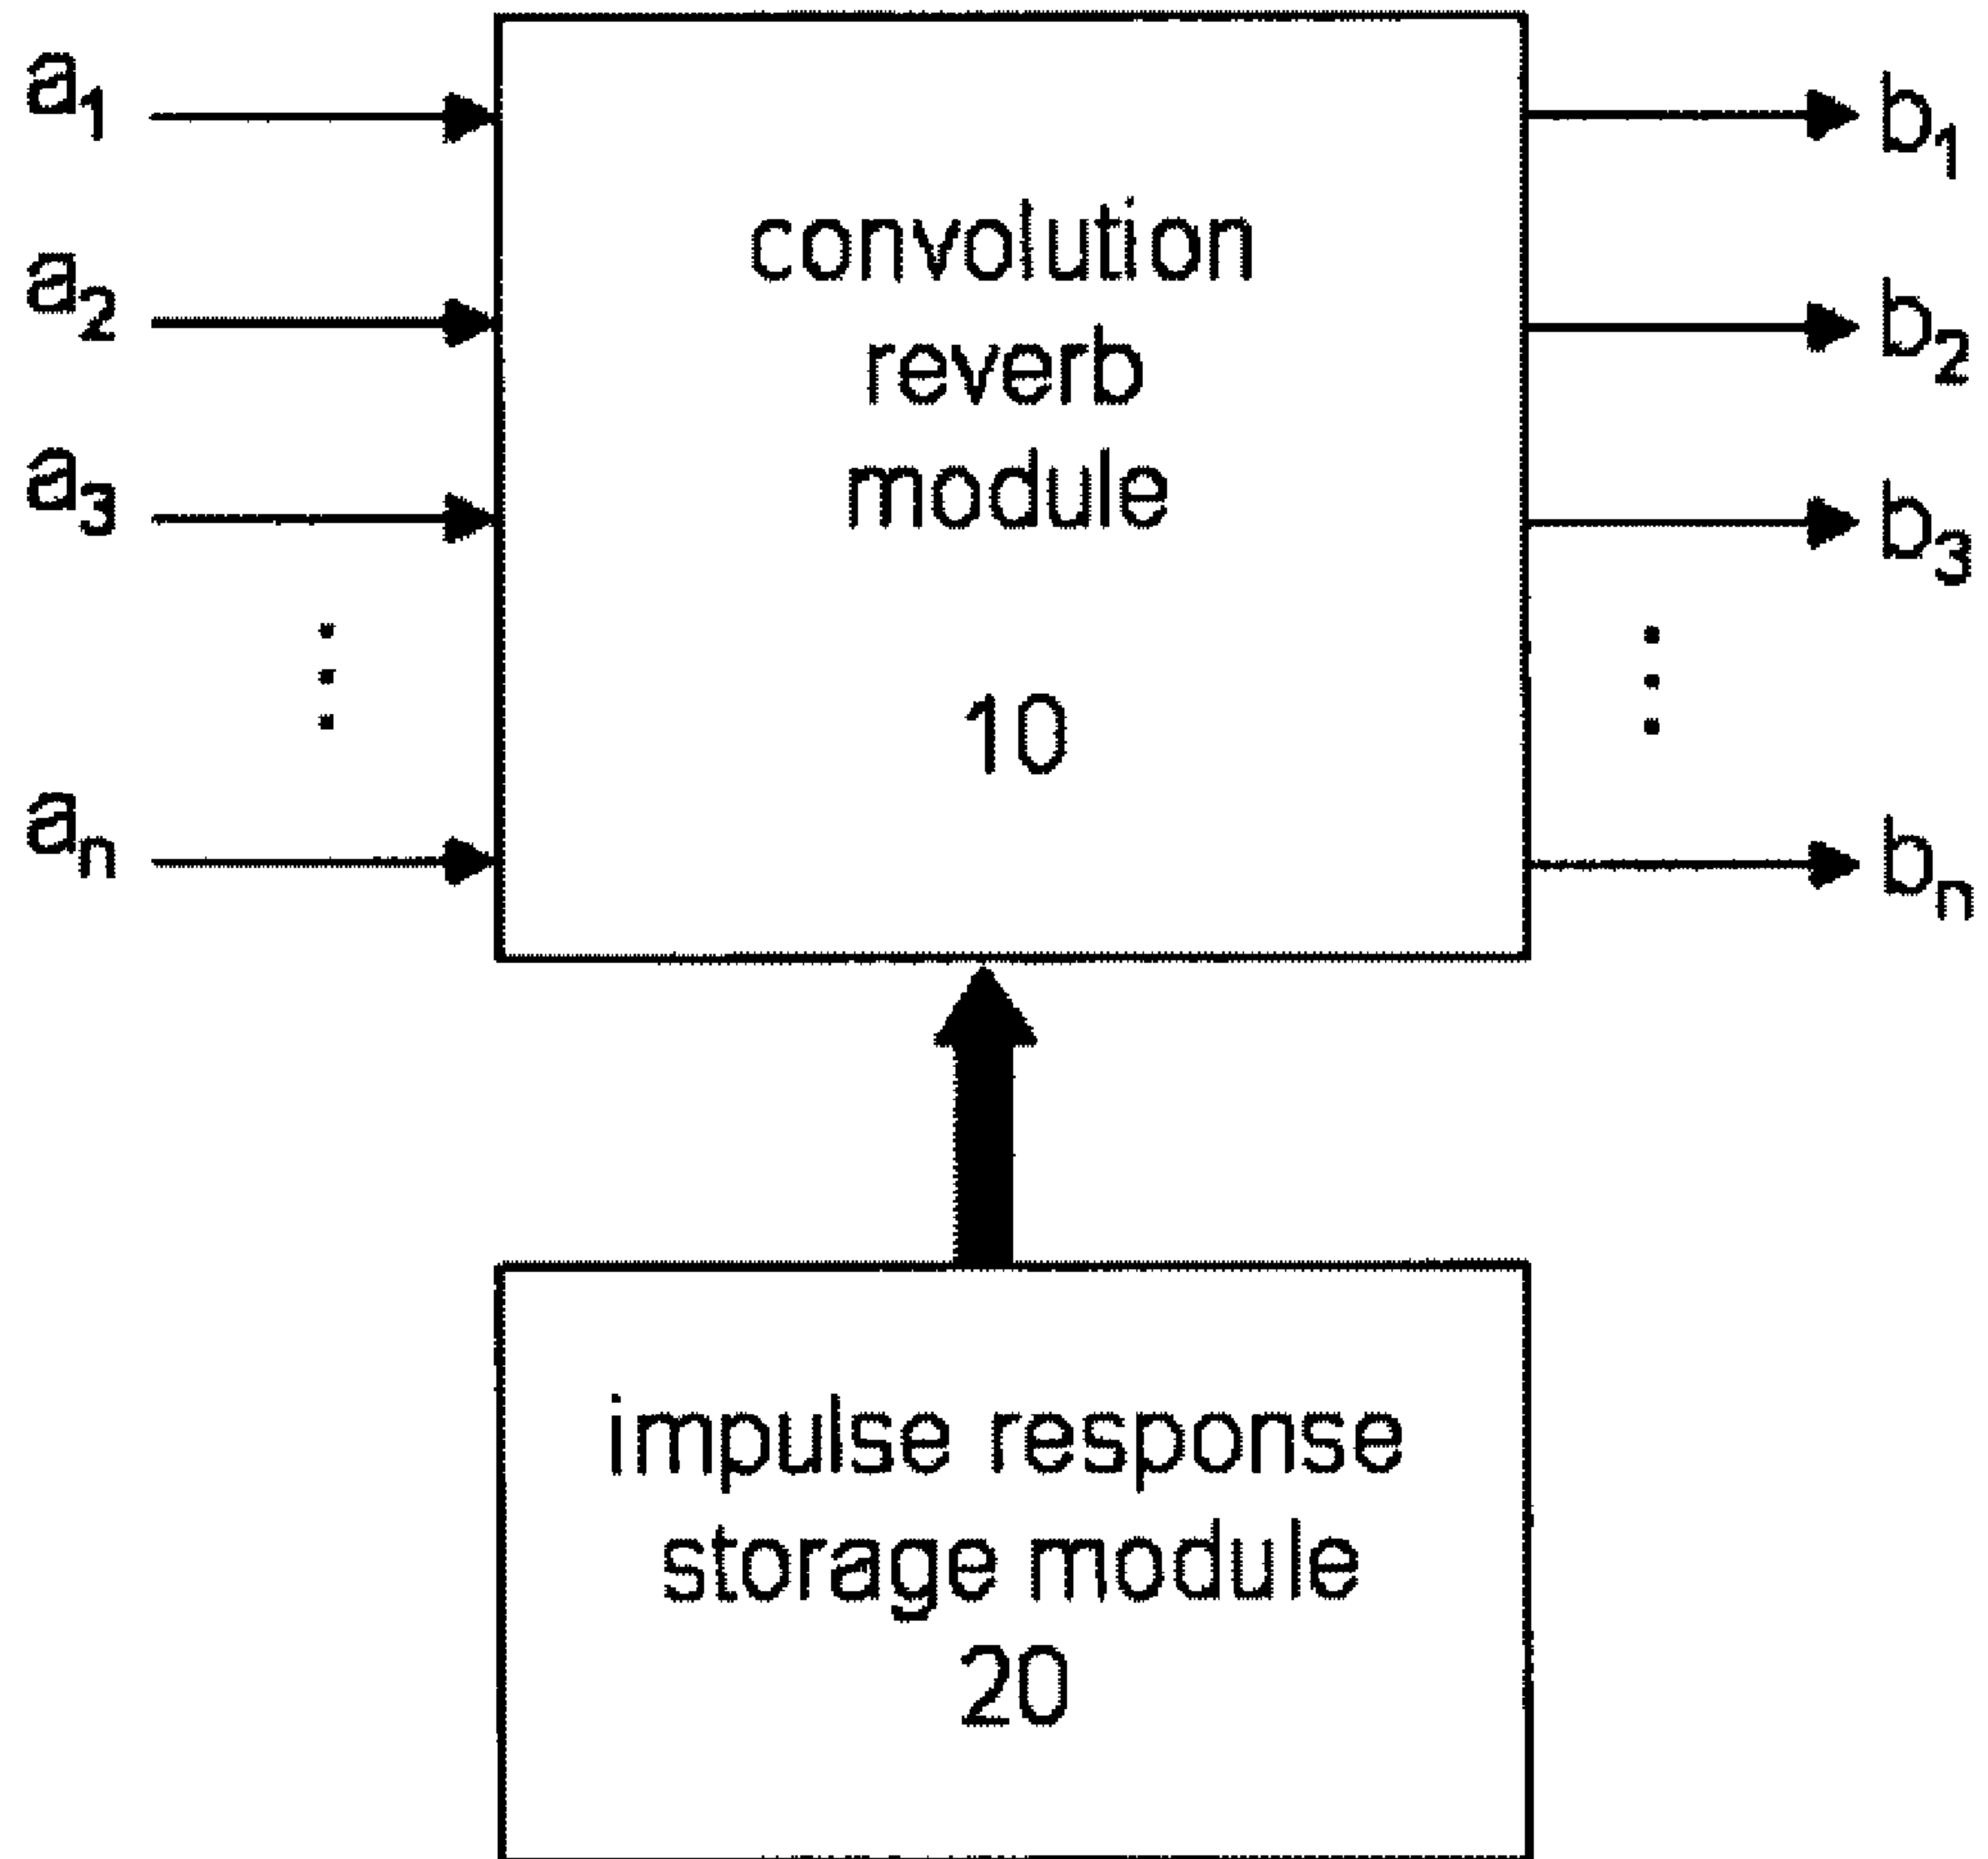 a1
a2
a3
an
convolution
reverb
module
10
b1
b2
b3
bn
impulse response
storage module
20